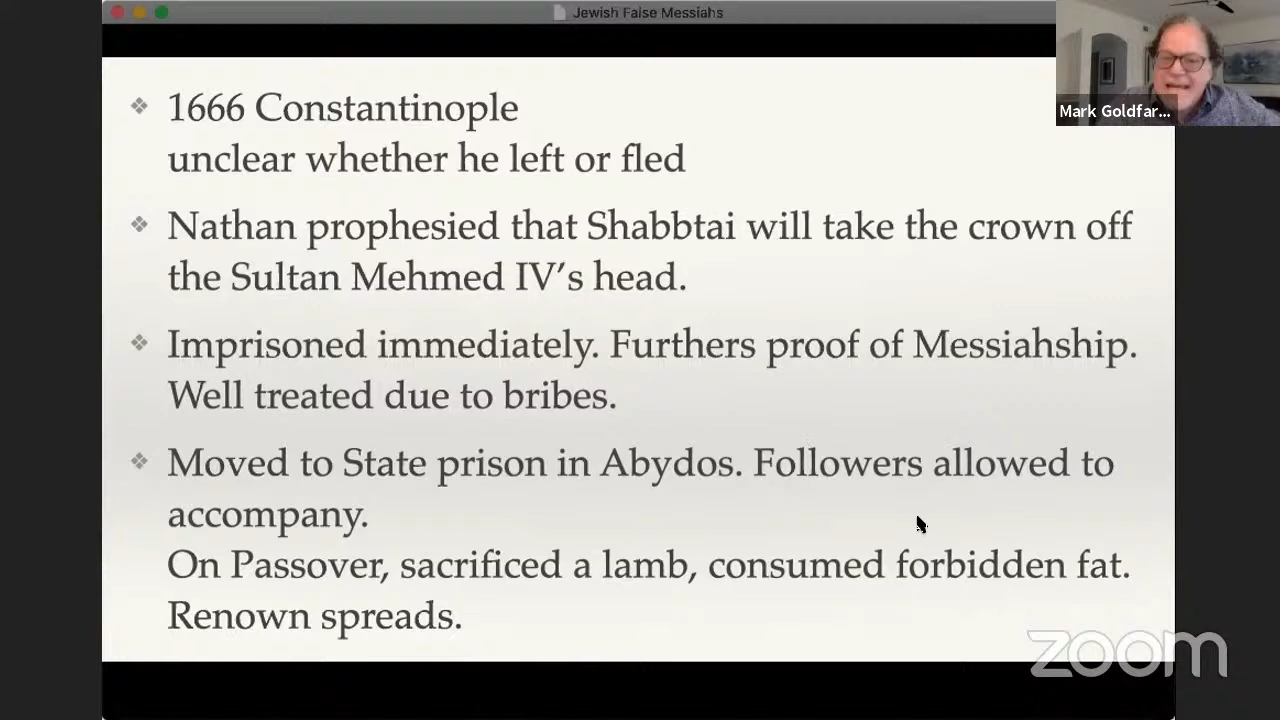 Jewish False Messiahs
Mark Goldfar...
❖ 1666 Constantinople
unclear whether he left or fled
❖ Nathan prophesied that Shabbtai will take the crown off
the Sultan Mehmed IV’s head.
❖ Imprisoned immediately. Furthers proof of Messiahship.
Well treated due to bribes.
❖ Moved to State prison in Abydos. Followers allowed to
accompany.
On Passover, sacrificed a lamb, consumed forbidden fat.
Renown spreads.
zoom